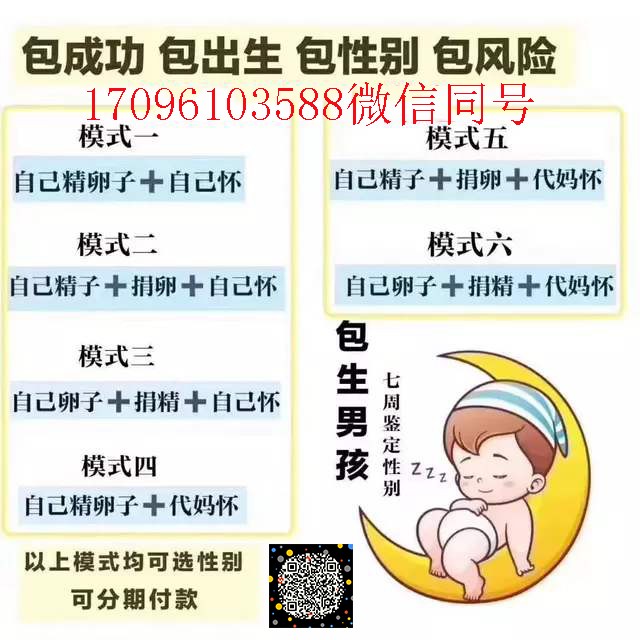 包成功 包出生 包性别 包风险
17096103588微信同号
模式一
自己精卵子➕自己怀
模式二
自己精子➕捐卵➕自己怀
模式三
自己卵子➕捐精➕自己怀
模式四
自己精卵子➕代妈怀
模式五
自己精子➕捐卵➕代妈怀
模式六
自己卵子➕捐精➕代妈怀
包生男孩
七周鉴定性别
zzz
以上模式均可选性别
可分期付款